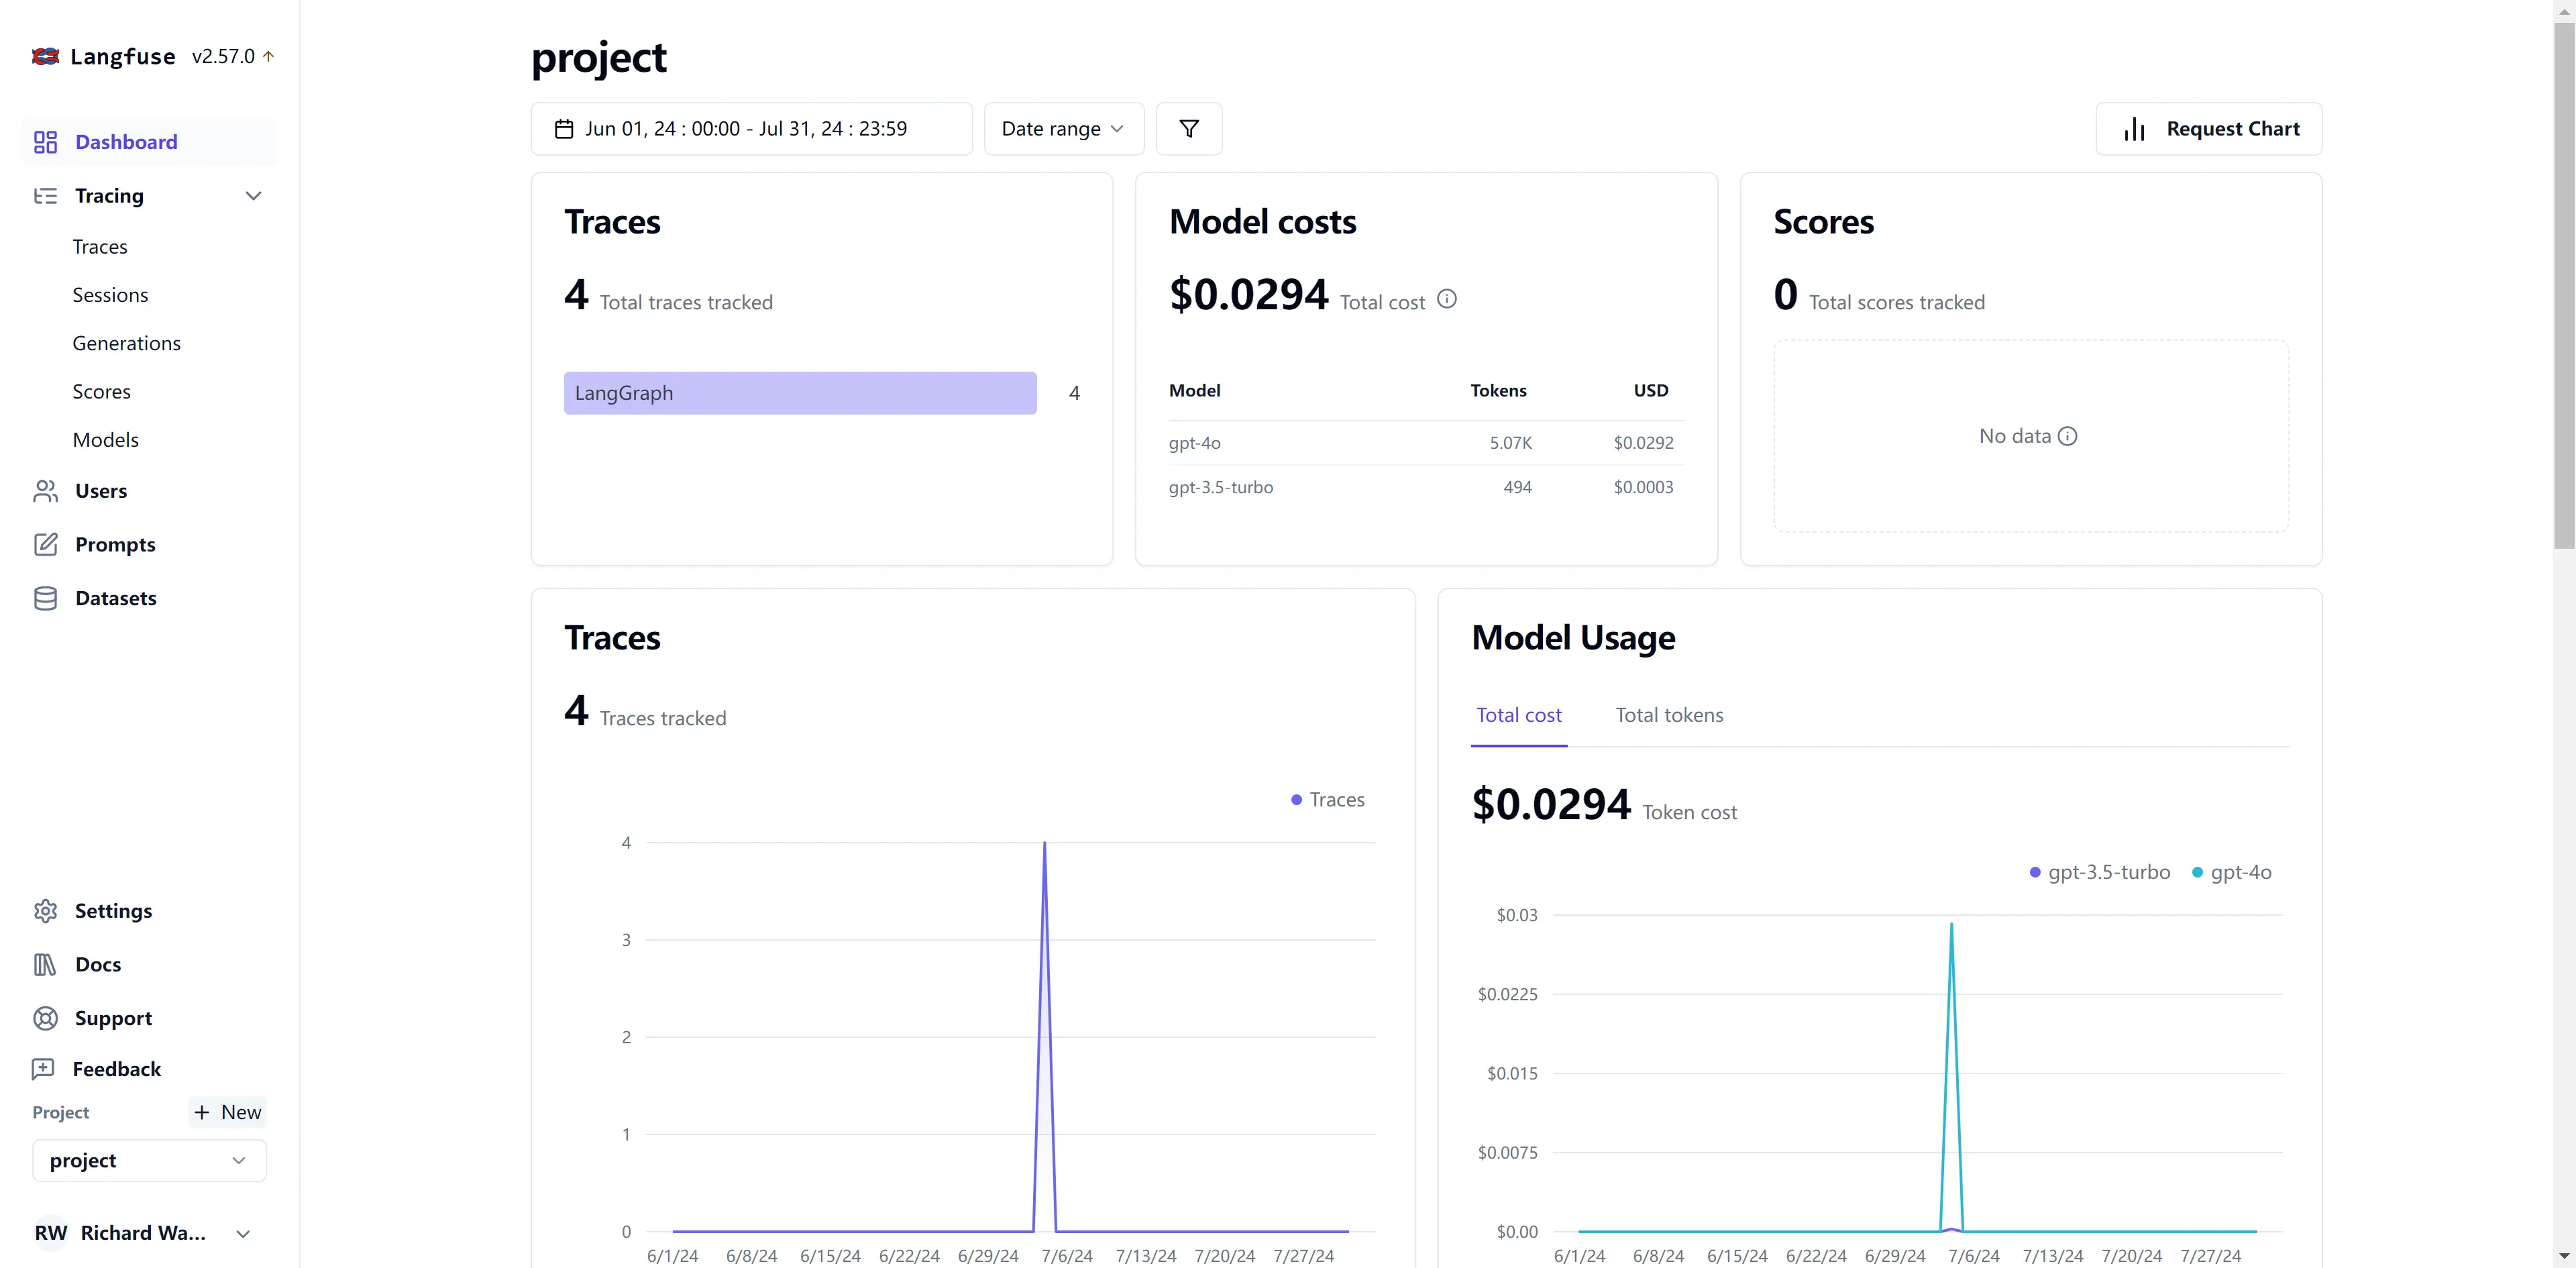 Langfuse v2.57.0
Dashboard
Tracing
Traces
Sessions
Generations
Scores
Models
Users
Prompts
Datasets
Settings
Docs
Support
Feedback
Project + New
project
RW Richard Wa...
project
Jun 01, 24 : 00:00 - Jul 31, 24 : 23:59 Date range Request Chart
Traces
4 Total traces tracked
LangGraph 4
Model costs
$0.0294 Total cost
Model Tokens USD
gpt-4o 5.07K $0.0292
gpt-3.5-turbo 494 $0.0003
Scores
0 Total scores tracked
No data
Traces
4 Traces tracked
Traces
4
3
2
1
0
6/1/24 6/8/24 6/15/24 6/22/24 6/29/24 7/6/24 7/13/24 7/20/24 7/27/24
Model Usage
Total cost Total tokens
$0.0294 Token cost
gpt-3.5-turbo gpt-4o
$0.03
$0.0225
$0.015
$0.0075
$0.00
6/1/24 6/8/24 6/15/24 6/22/24 6/29/24 7/6/24 7/13/24 7/20/24 7/27/24